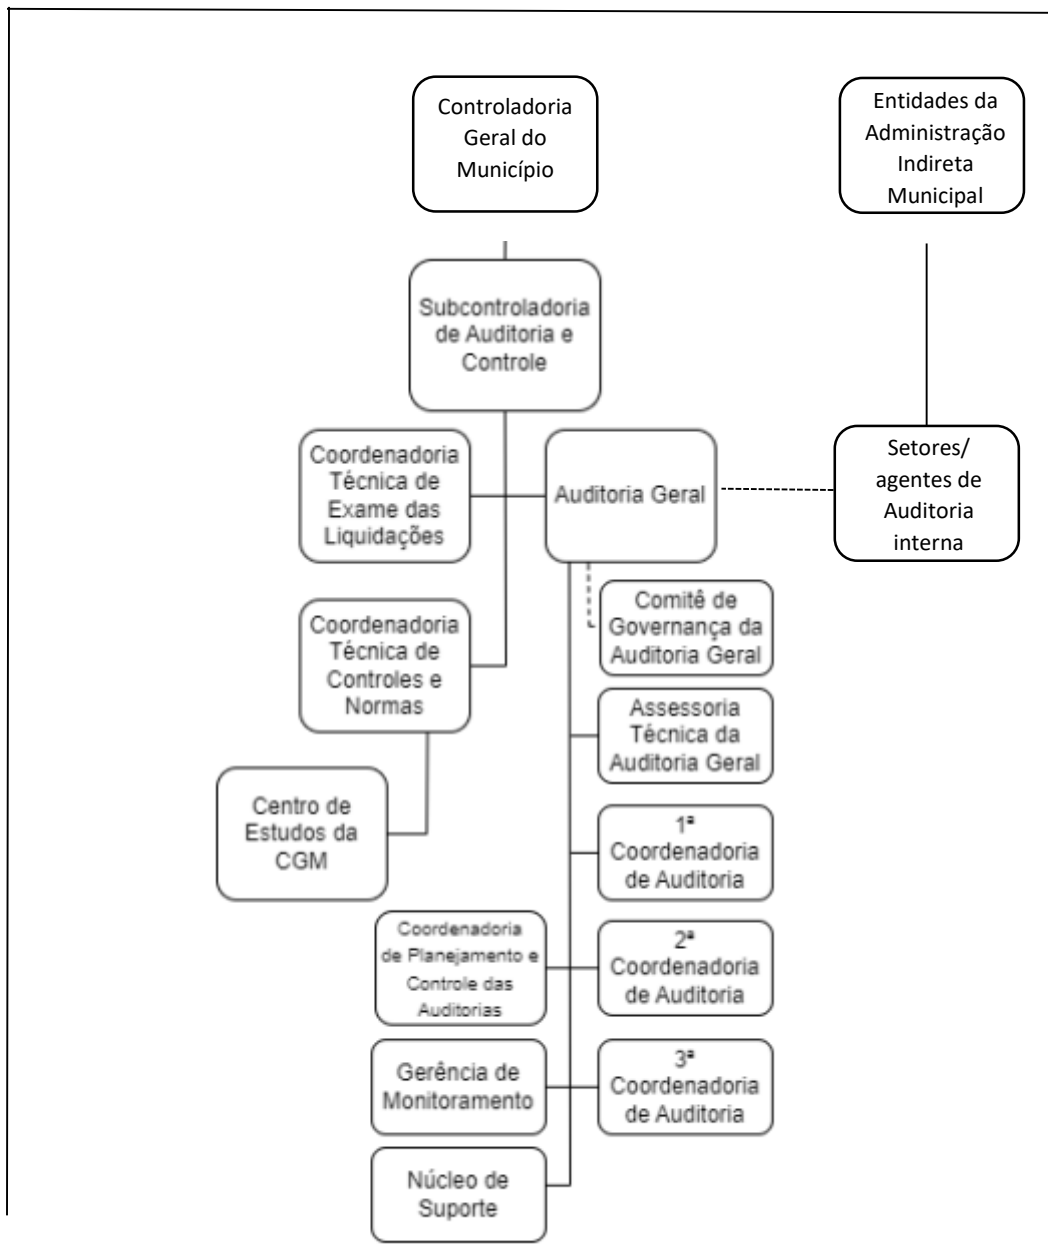 Controladoria
Geral do
Município
Entidades da
Administração
Indireta
Municipal
Subcontroladoria
de Auditoria e
Controle
Coordenadoria
Técnica de
Exame das
Liquidações
Auditoria Geral
Setores/
agentes de
Auditoria
interna
Comitê de
Governança da
Auditoria Geral
Coordenadoria
Técnica de
Controles e
Normas
Assessoria
Técnica da
Auditoria Geral
Centro de
Estudos da
CGM
1ª
Coordenadoria
de Auditoria
Coordenadoria
de Planejamento e
Controle das
Auditorias
2ª
Coordenadoria
de Auditoria
Gerência de
Monitoramento
3ª
Coordenadoria
de Auditoria
Núcleo de
Suporte